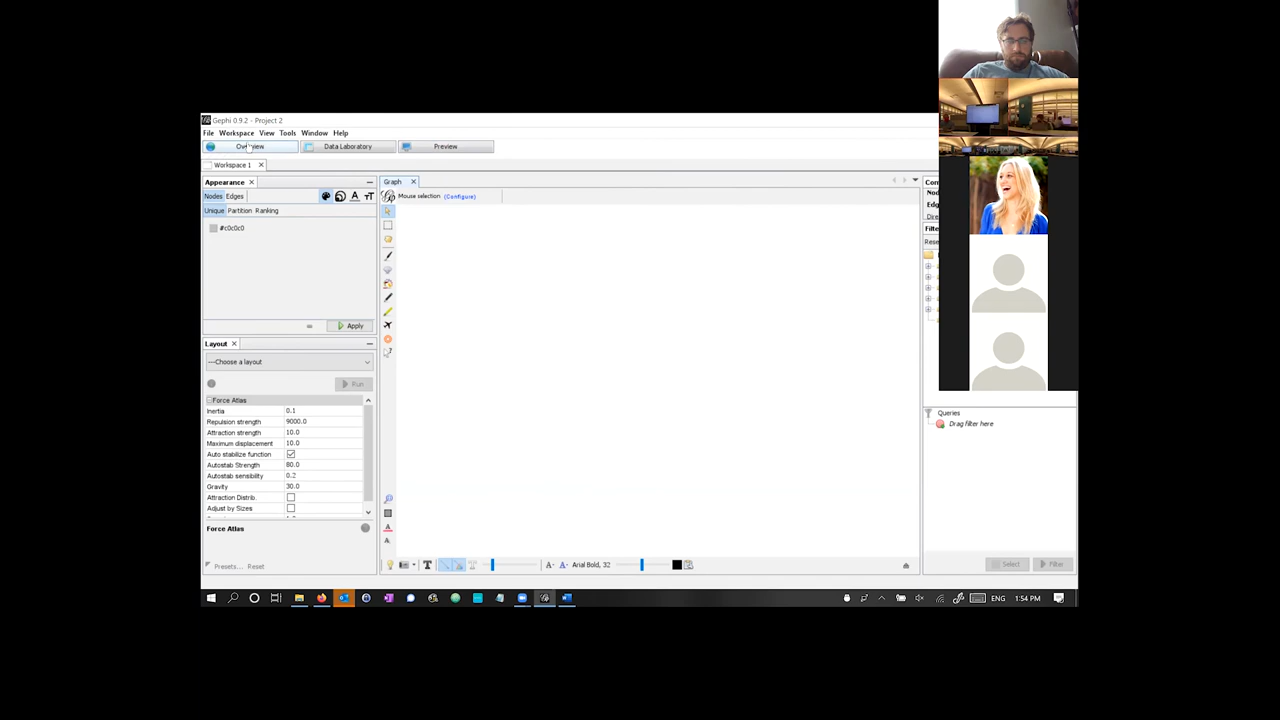 Gephi 0.9.2 - Project 2
File Workspace View Tools Window Help
Overview Data Laboratory Preview
Workspace 1
Appearance
Nodes Edges
Unique Partition Ranking
#c0c0c0
Apply
Layout
---Choose a layout
Run
Force Atlas
Inertia 0.1
Repulsion strength 9000.0
Attraction strength 10.0
Maximum displacement 10.0
Auto stabilize function
Autostab Strength 80.0
Autostab sensibility 0.2
Gravity 30.0
Attraction Distrib.
Adjust by Sizes
Force Atlas
Presets... Reset
Graph
Mouse selection (Configure)
Arial Bold, 32
Queries
Drag filter here
Select Filter
ENG 1:54 PM